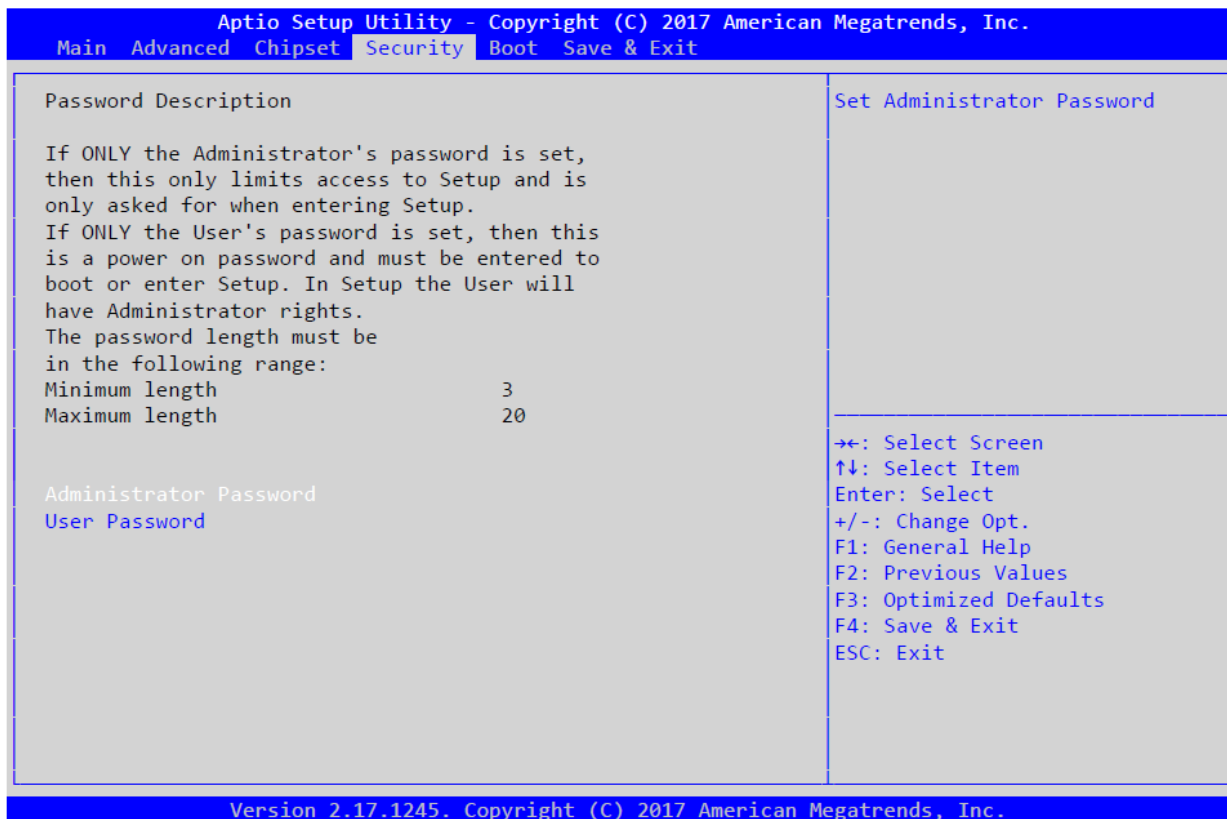 Aptio Setup Utility - Copyright (C) 2017 American Megatrends, Inc.
Main Advanced Chipset Security Boot Save & Exit
Password Description
If ONLY the Administrator's password is set,
then this only limits access to Setup and is
only asked for when entering Setup.
If ONLY the User's password is set, then this
is a power on password and must be entered to
boot or enter Setup. In Setup the User will
have Administrator rights.
The password length must be
in the following range:
Minimum length 3
Maximum length 20
Administrator Password
User Password
Set Administrator Password
→←: Select Screen
↑↓: Select Item
Enter: Select
+/-: Change Opt.
F1: General Help
F2: Previous Values
F3: Optimized Defaults
F4: Save & Exit
ESC: Exit
Version 2.17.1245. Copyright (C) 2017 American Megatrends, Inc.